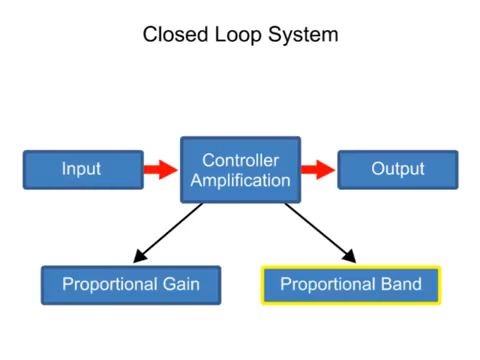 Closed Loop System
Input
Controller
Amplification
Output
Proportional Gain
Proportional Band